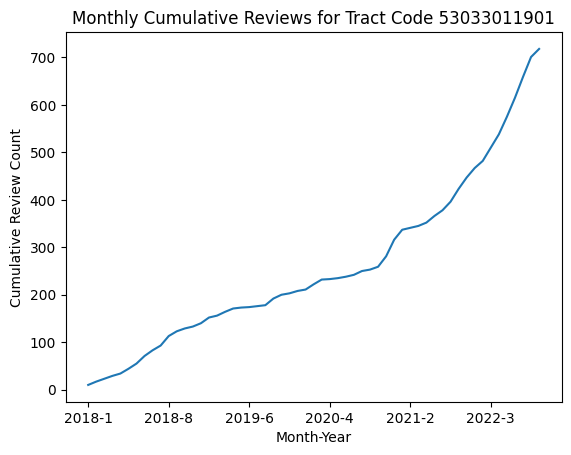 Monthly Cumulative Reviews for Tract Code 53033011901
Cumulative Review Count
700
600
500
400
300
200
100
0
2018-1 2018-8 2019-6 2020-4 2021-2 2022-3
Month-Year